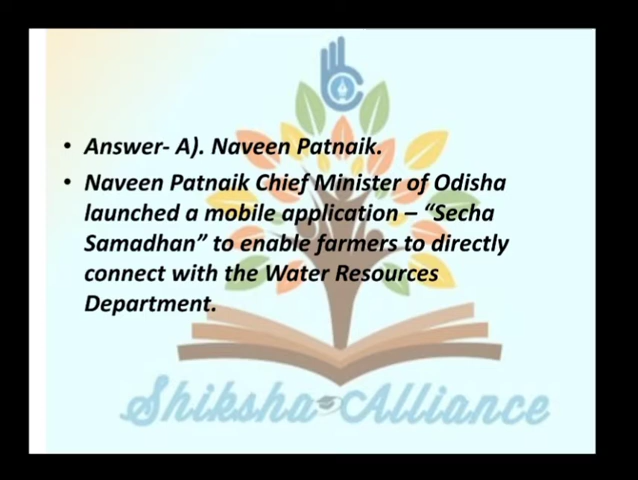 • Answer- A). Naveen Patnaik.
• Naveen Patnaik Chief Minister of Odisha
launched a mobile application – “Secha
Samadhan” to enable farmers to directly
connect with the Water Resources
Department.
Shiksha Alliance